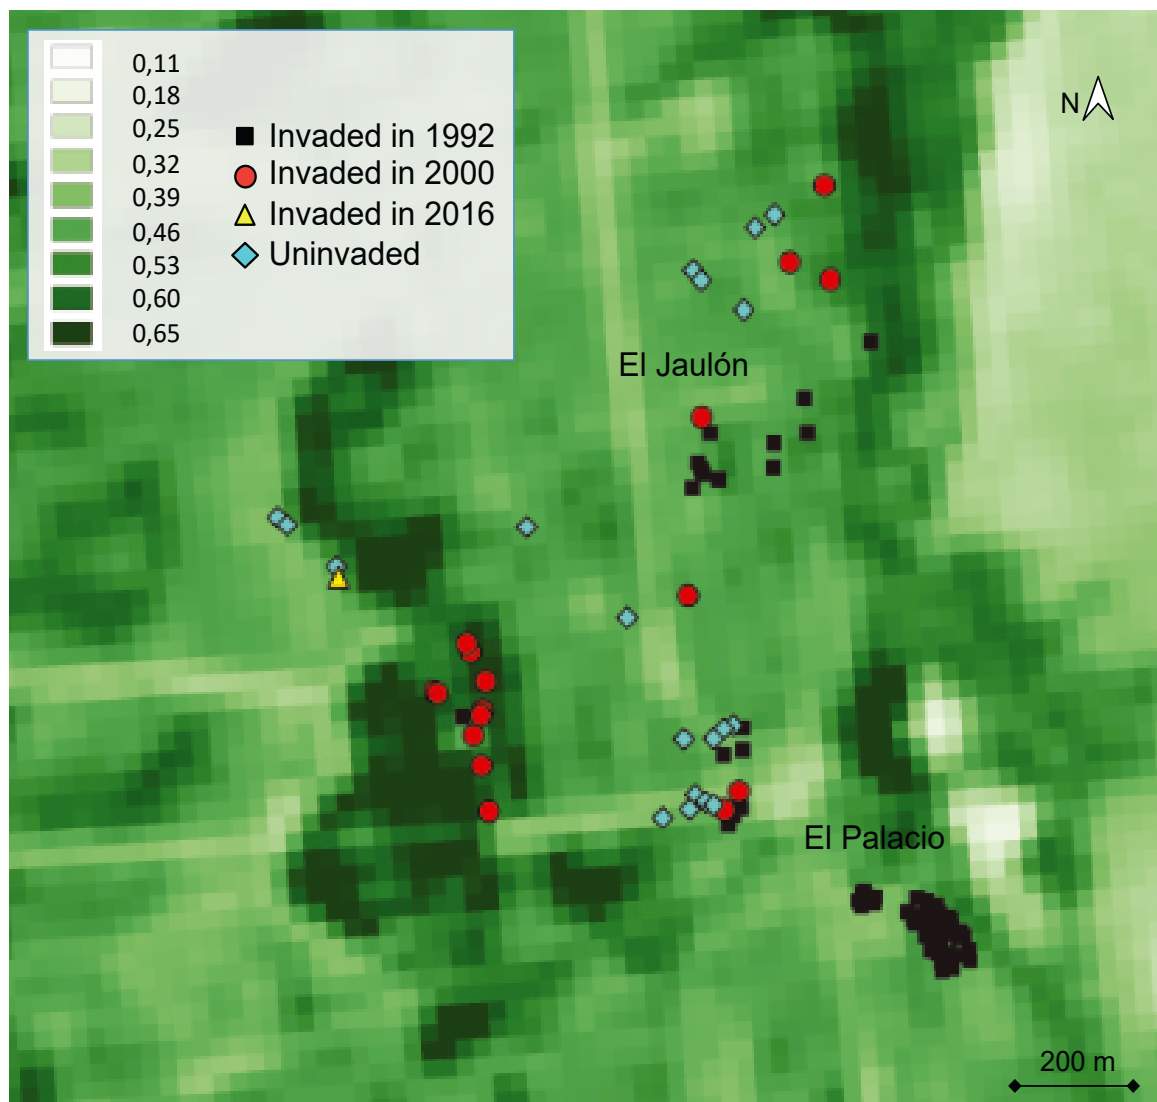 0,11
0,18
0,25
0,32
0,39
0,46
0,53
0,60
0,65
Invaded in 1992
Invaded in 2000
Invaded in 2016
Uninvaded
N
El Jaulón
El Palacio
200 m